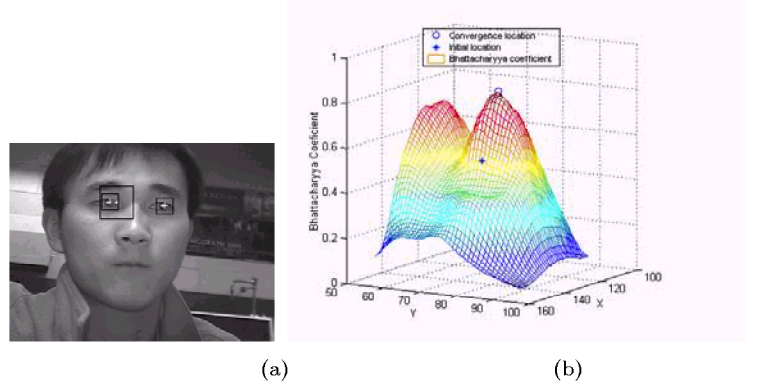 Convergence location
Initial location
Bhattacharyya coefficient
1
0.8
0.6
0.4
0.2
0
Bhattacharyya Coeficient
50
60
70
80
90
100
Y
160
140
120
100
X
(a)
(b)